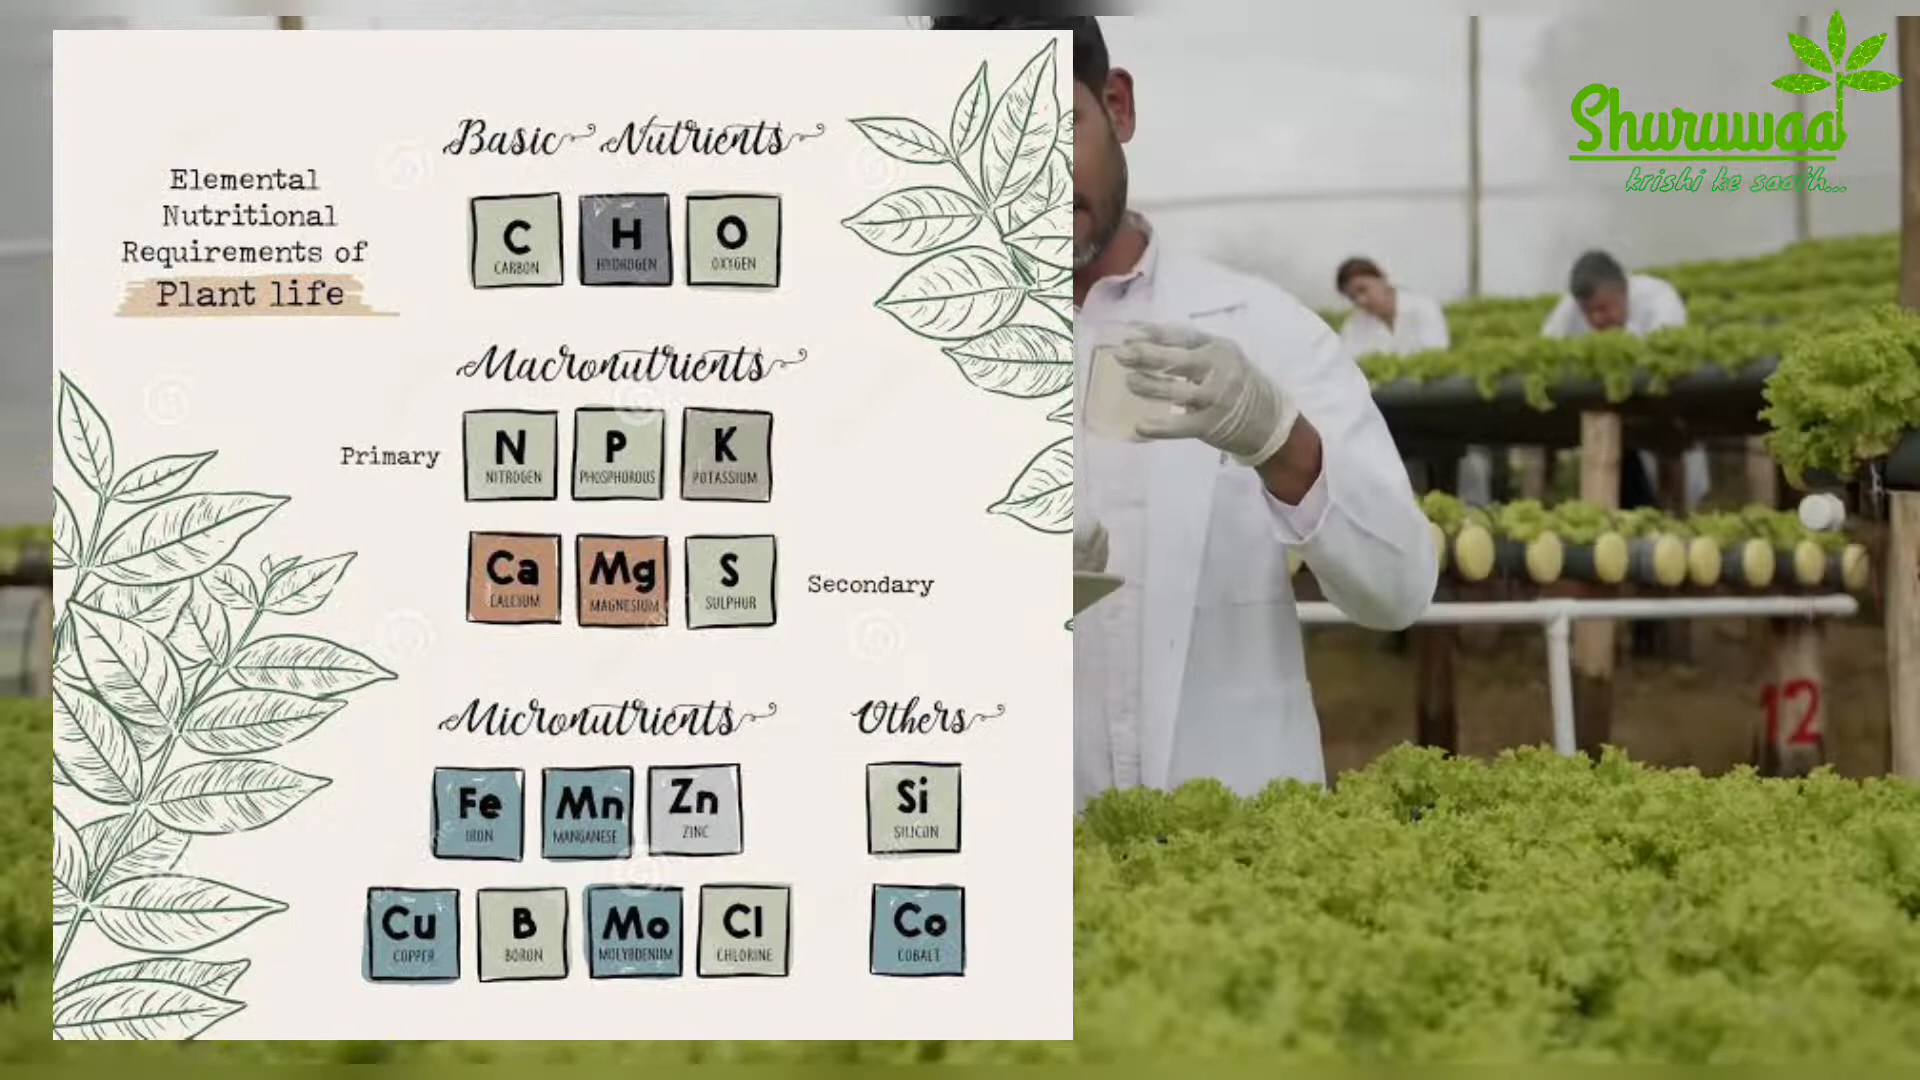 Shuruwaat
krishi ke saath...
Elemental
Nutritional
Requirements of
Plant life
Basic Nutrients
C
CARBON
H
HYDROGEN
O
OXYGEN
Macronutrients
Primary
N
NITROGEN
P
PHOSPHOROUS
K
POTASSIUM
Ca
CALCIUM
Mg
MAGNESIUM
S
SULPHUR
Secondary
Micronutrients
Fe
IRON
Mn
MANGANESE
Zn
ZINC
Cu
COPPER
B
BORON
Mo
MOLYBDENUM
Cl
CHLORINE
Others
Si
SILICON
Co
COBALT
12